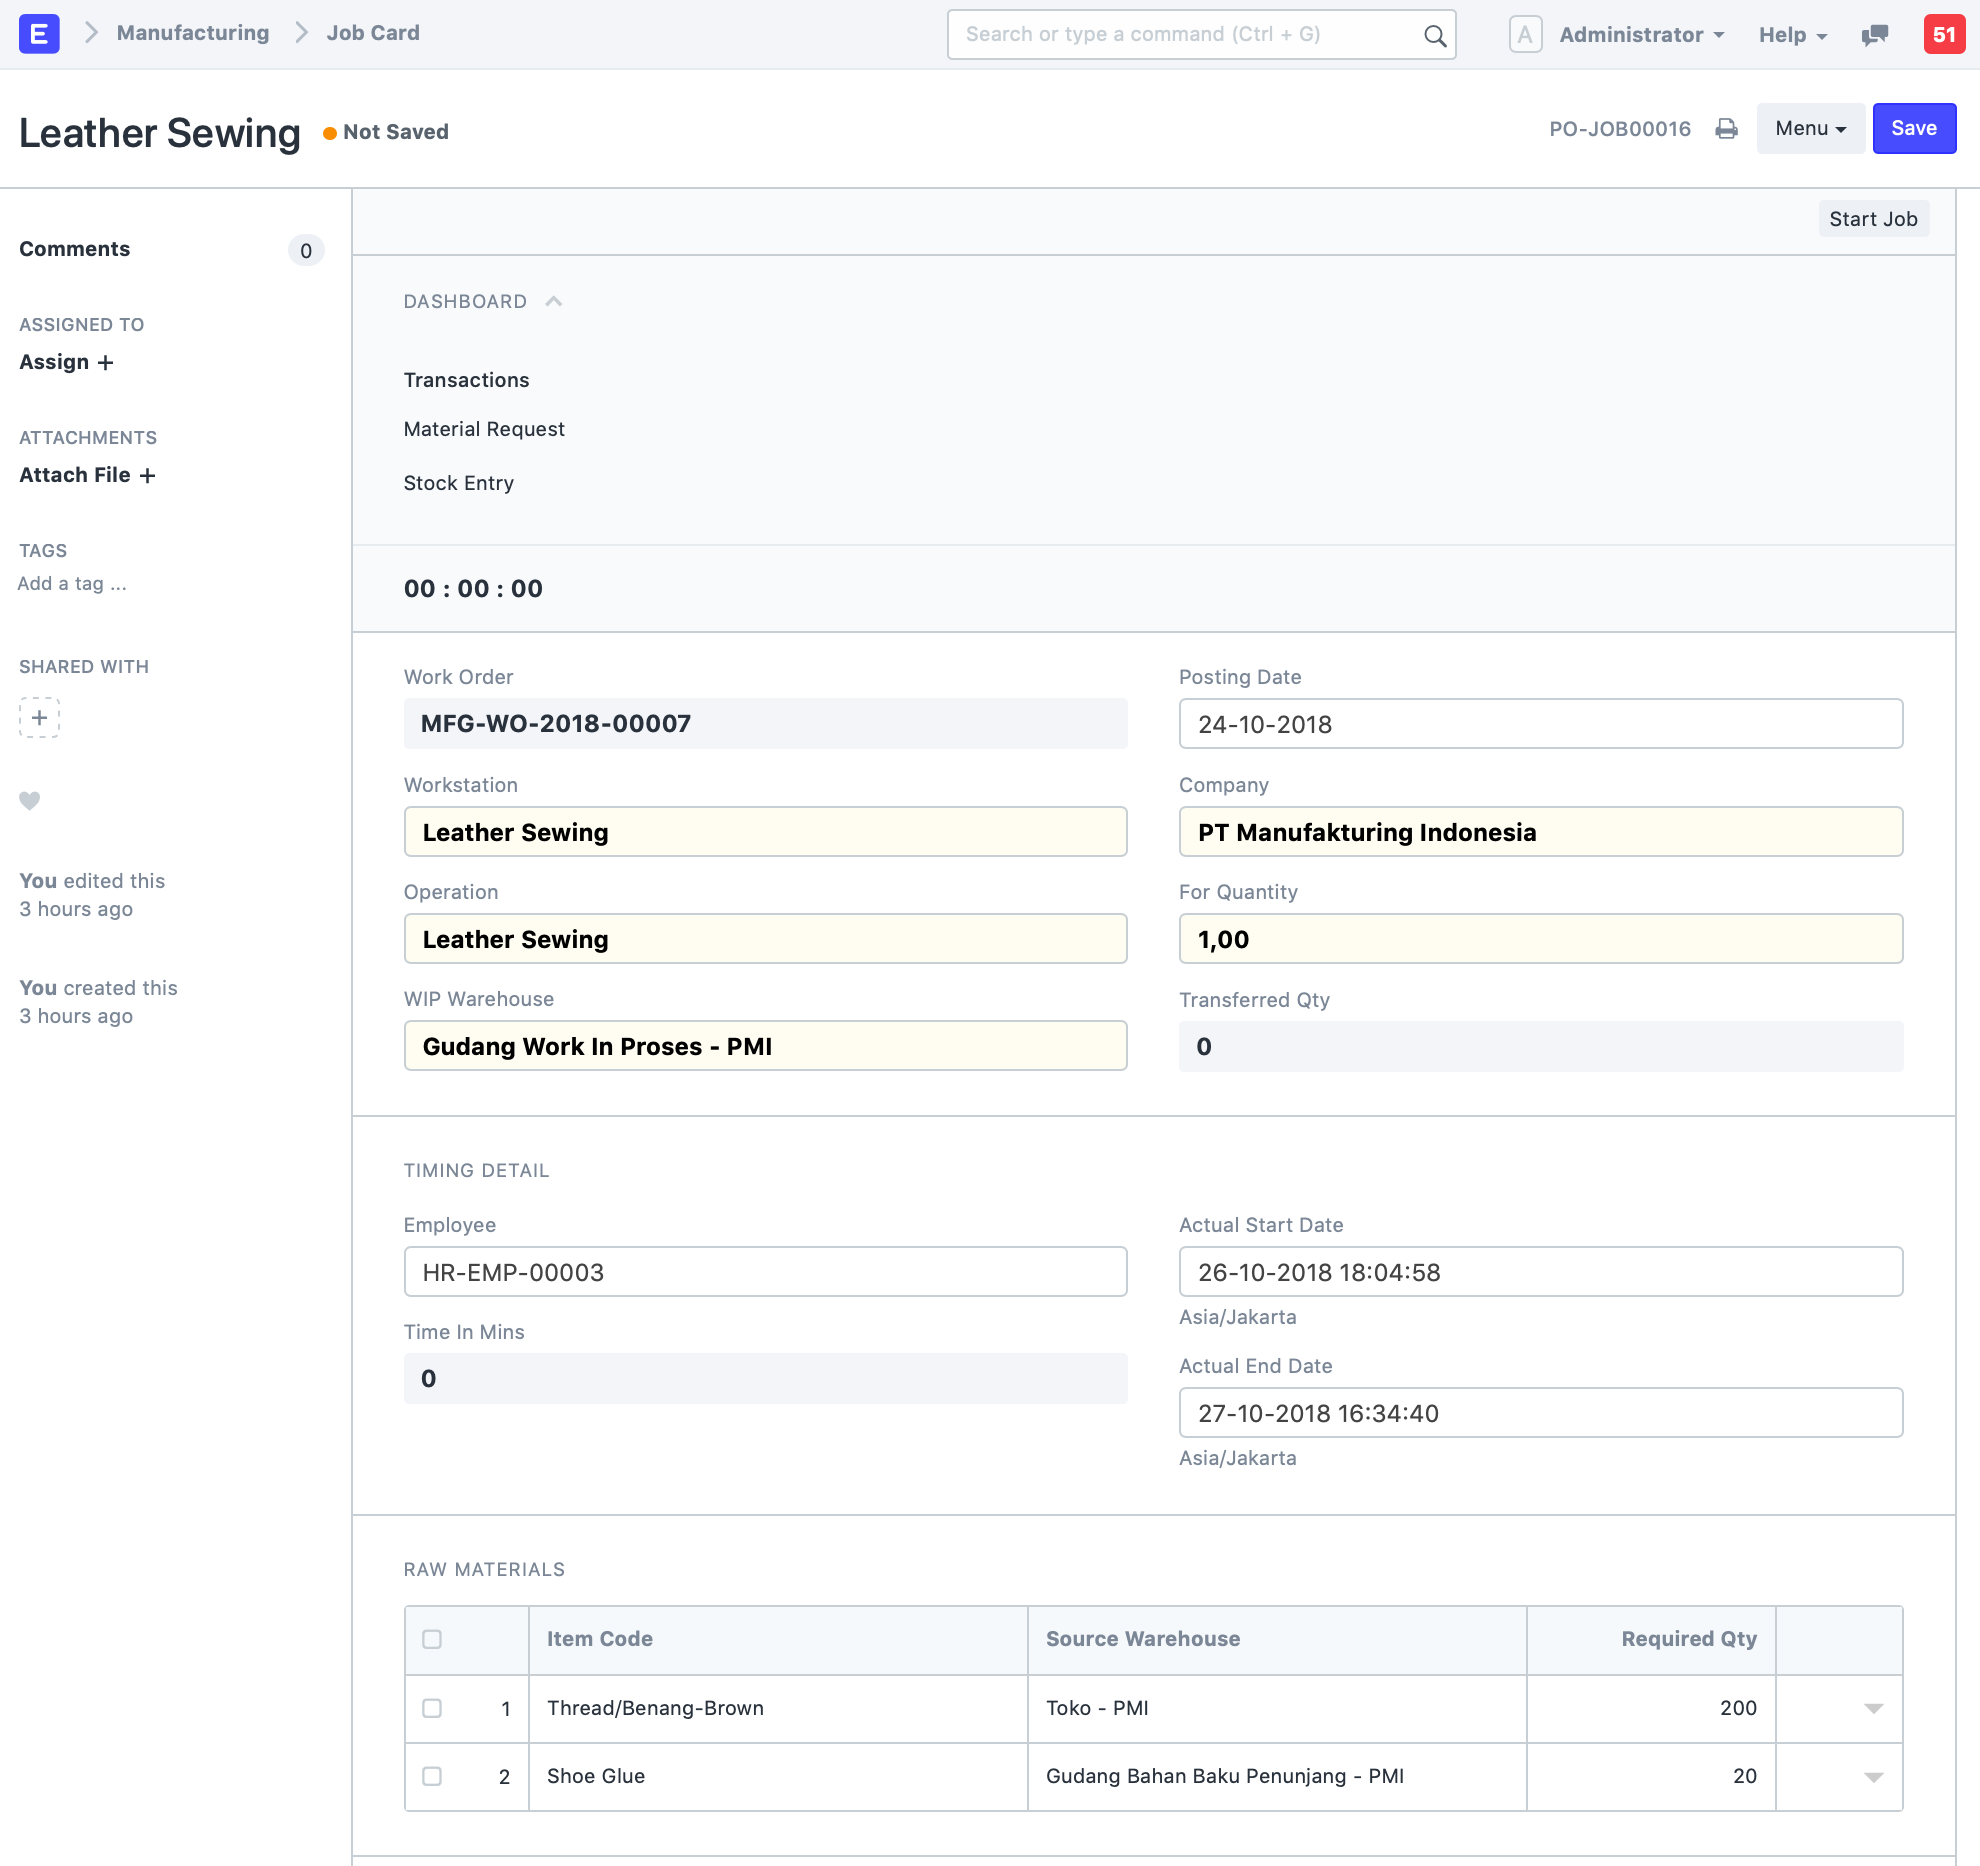 E Manufacturing Job Card Search or type a command (Ctrl + G) A Administrator Help 51
Leather Sewing Not Saved PO-JOB00016 Menu Save
Comments 0
ASSIGNED TO
Assign +
ATTACHMENTS
Attach File +
TAGS
Add a tag ...
SHARED WITH
+
You edited this
3 hours ago
You created this
3 hours ago
Start Job
DASHBOARD
Transactions
Material Request
Stock Entry
00 : 00 : 00
Work Order
MFG-WO-2018-00007
Workstation
Leather Sewing
Operation
Leather Sewing
WIP Warehouse
Gudang Work In Proses - PMI
Posting Date
24-10-2018
Company
PT Manufakturing Indonesia
For Quantity
1,00
Transferred Qty
0
TIMING DETAIL
Employee
HR-EMP-00003
Time In Mins
0
Actual Start Date
26-10-2018 18:04:58
Asia/Jakarta
Actual End Date
27-10-2018 16:34:40
Asia/Jakarta
RAW MATERIALS
Item Code Source Warehouse Required Qty
1 Thread/Benang-Brown Toko - PMI 200
2 Shoe Glue Gudang Bahan Baku Penunjang - PMI 20